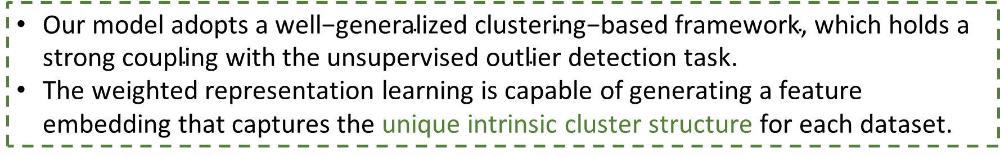 • Our model adopts a well-generalized clustering-based framework, which holds a
strong coupling with the unsupervised outlier detection task.
• The weighted representation learning is capable of generating a feature
embedding that captures the unique intrinsic cluster structure for each dataset.